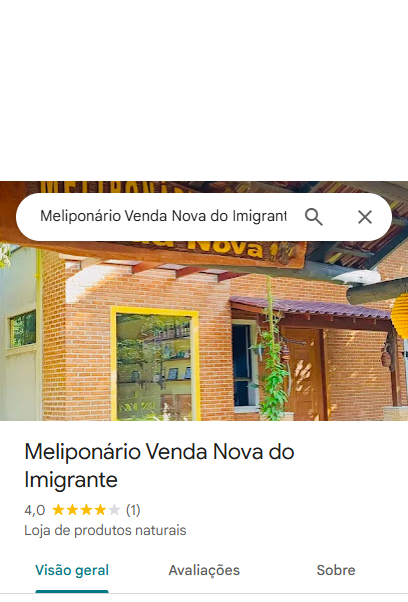 Meliponário Venda Nova do Imigrant
Nova
Meliponário Venda Nova do
Imigrante
4,0 (1)
Loja de produtos naturais
Visão geral
Avaliações
Sobre